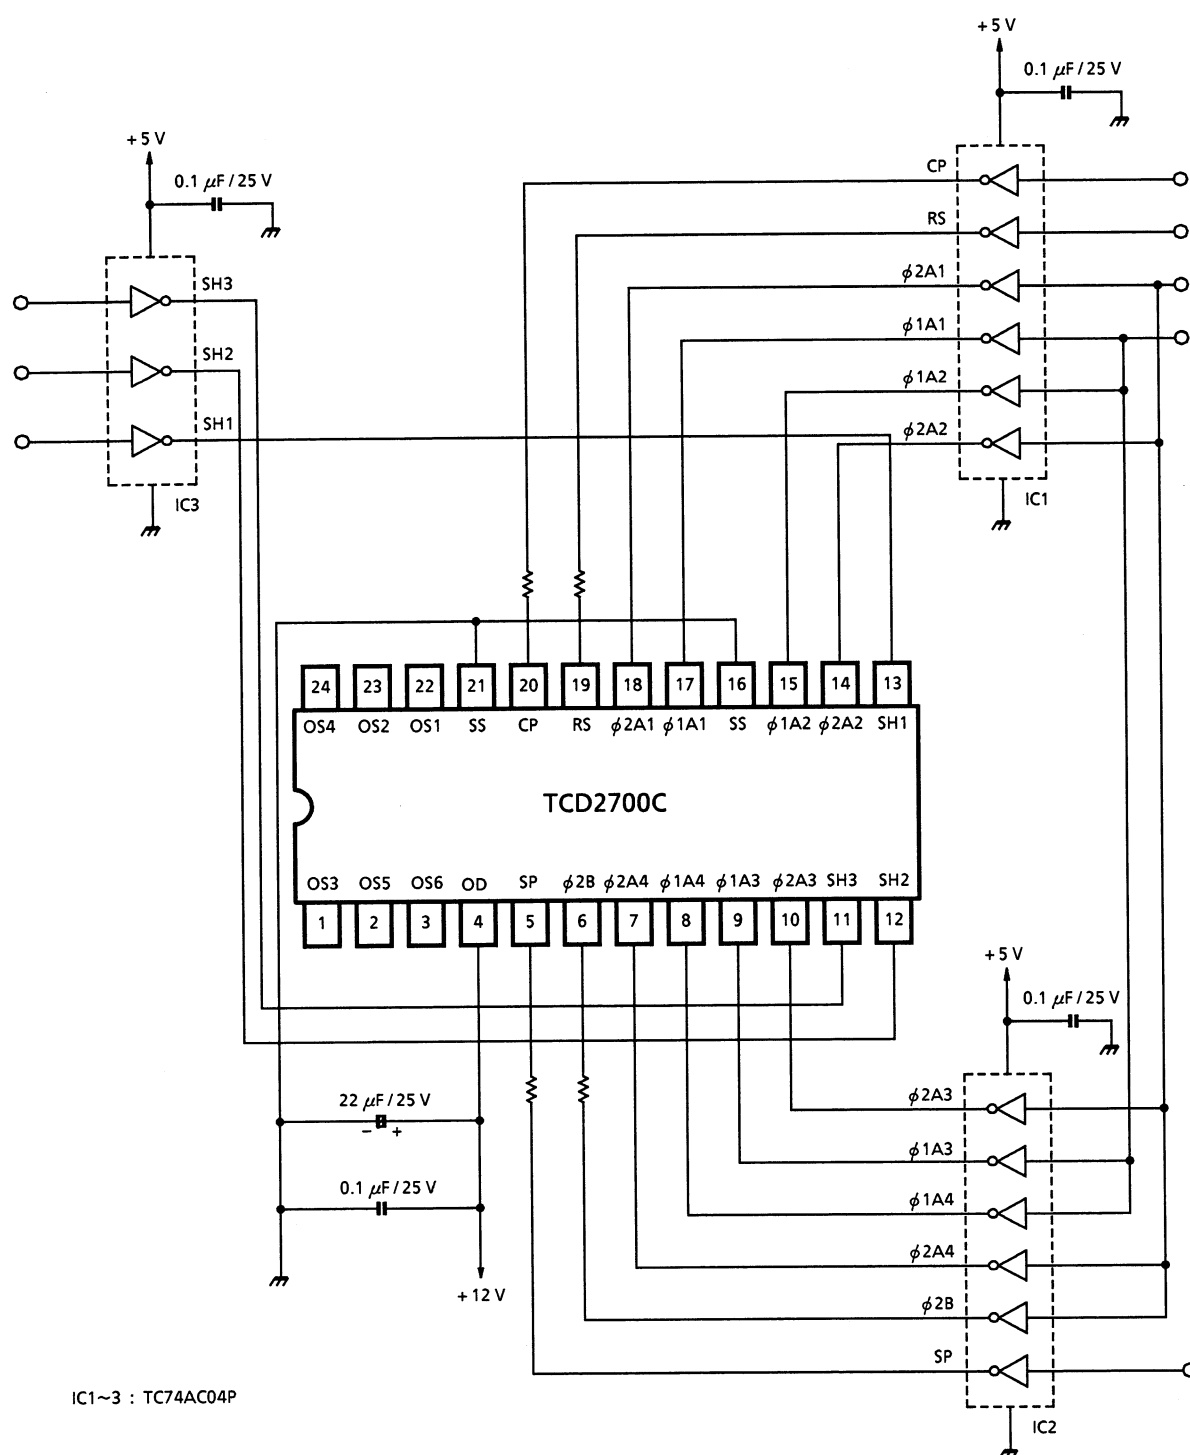 +5 V
0.1 μF/25 V
CP
RS
ϕ2A1
ϕ1A1
ϕ1A2
ϕ2A2
IC1
+5 V
0.1 μF/25 V
SH3
SH2
SH1
IC3
24 23 22 21 20 19 18 17 16 15 14 13
OS4 OS2 OS1 SS CP RS ϕ2A1 ϕ1A1 SS ϕ1A2 ϕ2A2 SH1
TCD2700C
OS3 OS5 OS6 OD SP ϕ2B ϕ2A4 ϕ1A4 ϕ1A3 ϕ2A3 SH3 SH2
1 2 3 4 5 6 7 8 9 10 11 12
22 μF/25 V
− +
0.1 μF/25 V
+12 V
+5 V
0.1 μF/25 V
ϕ2A3
ϕ1A3
ϕ1A4
ϕ2A4
ϕ2B
SP
IC2
IC1~3 : TC74AC04P